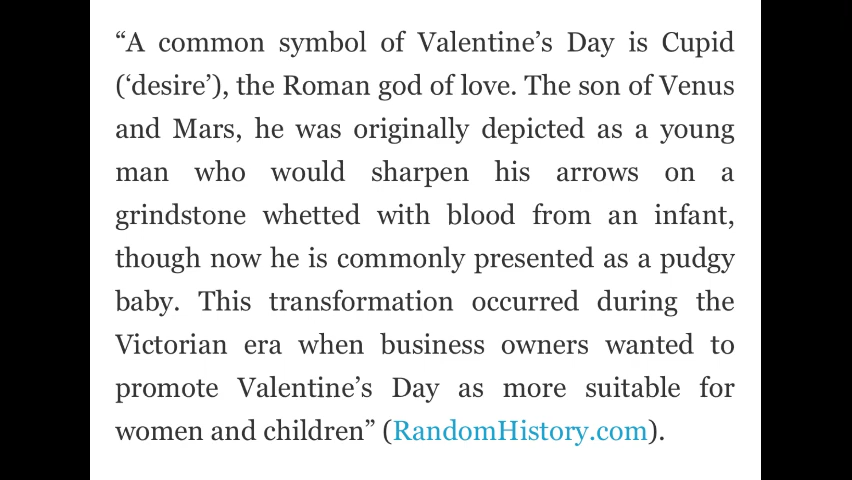 “A common symbol of Valentine’s Day is Cupid
(‘desire’), the Roman god of love. The son of Venus
and Mars, he was originally depicted as a young
man who would sharpen his arrows on a
grindstone whetted with blood from an infant,
though now he is commonly presented as a pudgy
baby. This transformation occurred during the
Victorian era when business owners wanted to
promote Valentine’s Day as more suitable for
women and children” (RandomHistory.com).